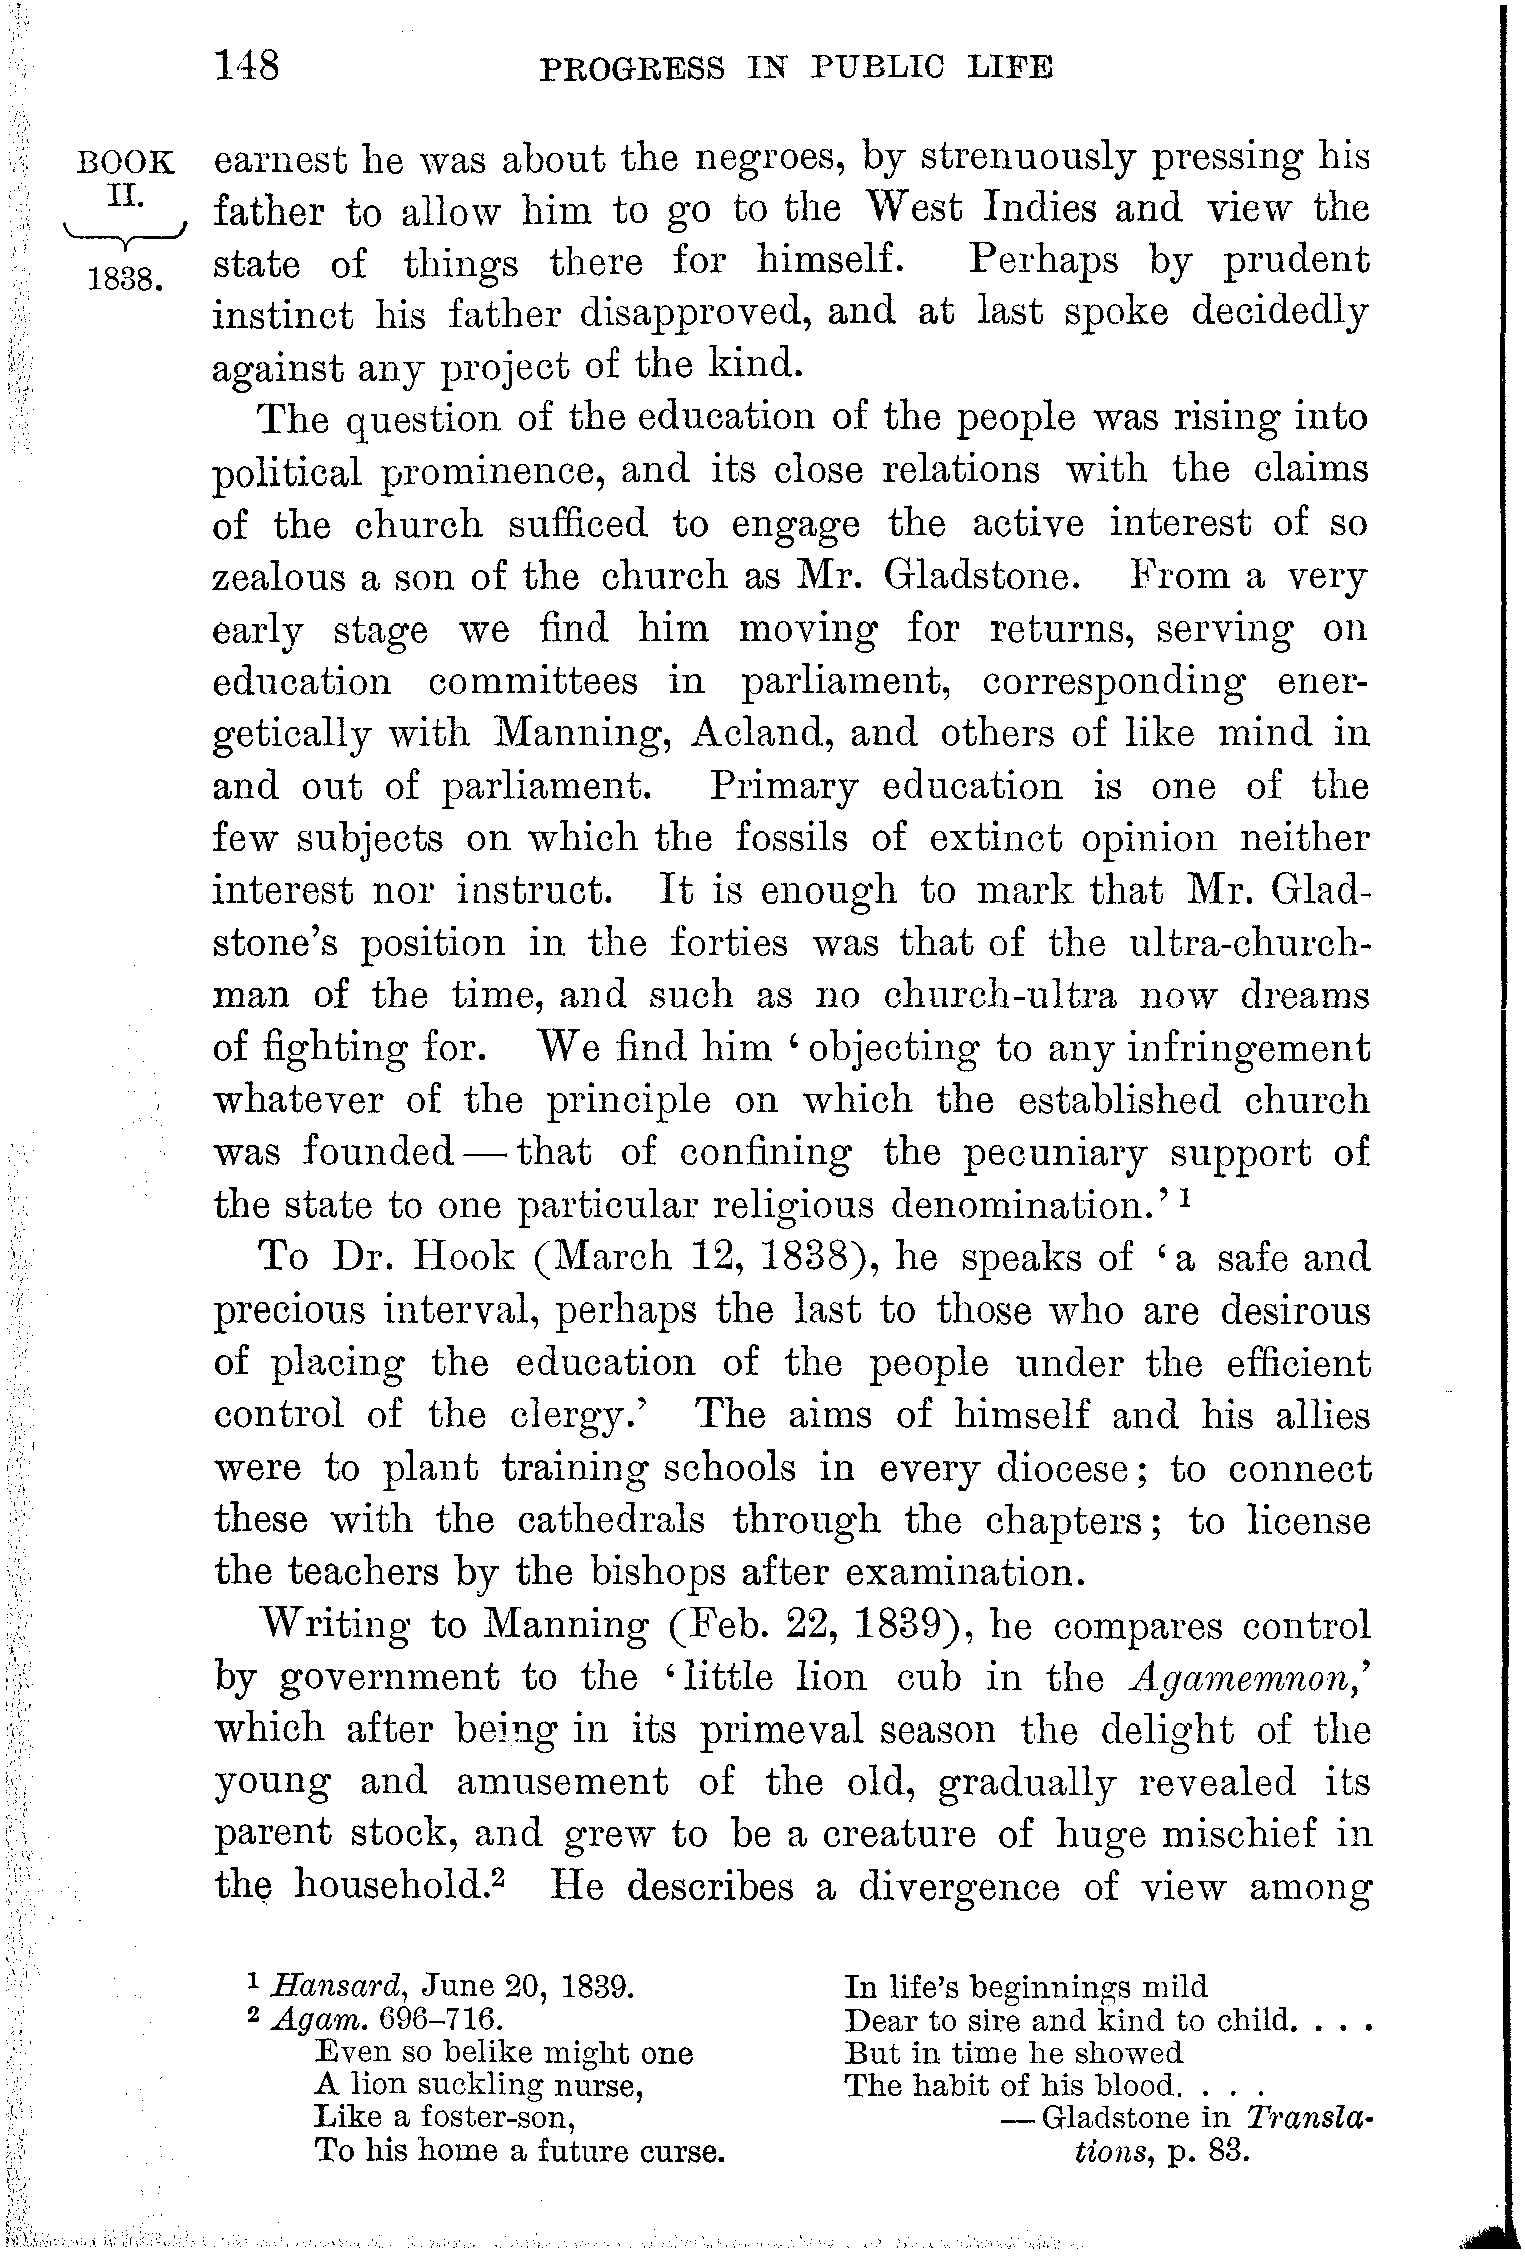 148 PROGRESS IN PUBLIC LIFE
BOOK
II.
1838.
earnest he was about the negroes, by strenuously pressing his
father to allow him to go to the West Indies and view the
state of things there for himself. Perhaps by prudent
instinct his father disapproved, and at last spoke decidedly
against any project of the kind.
The question of the education of the people was rising into
political prominence, and its close relations with the claims
of the church sufficed to engage the active interest of so
zealous a son of the church as Mr. Gladstone. From a very
early stage we find him moving for returns, serving on
education committees in parliament, corresponding ener-
getically with Manning, Acland, and others of like mind in
and out of parliament. Primary education is one of the
few subjects on which the fossils of extinct opinion neither
interest nor instruct. It is enough to mark that Mr. Glad-
stone's position in the forties was that of the ultra-church-
man of the time, and such as no church-ultra now dreams
of fighting for. We find him ‘objecting to any infringement
whatever of the principle on which the established church
was founded — that of confining the pecuniary support of
the state to one particular religious denomination.’ ¹
To Dr. Hook (March 12, 1838), he speaks of ‘a safe and
precious interval, perhaps the last to those who are desirous
of placing the education of the people under the efficient
control of the clergy.’ The aims of himself and his allies
were to plant training schools in every diocese; to connect
these with the cathedrals through the chapters; to license
the teachers by the bishops after examination.
Writing to Manning (Feb. 22, 1839), he compares control
by government to the ‘little lion cub in the Agamemnon,’
which after being in its primeval season the delight of the
young and amusement of the old, gradually revealed its
parent stock, and grew to be a creature of huge mischief in
the household.² He describes a divergence of view among
¹ Hansard, June 20, 1839.
² Agam. 696–716.
Even so belike might one
A lion suckling nurse,
Like a foster-son,
To his home a future curse.
In life's beginnings mild
Dear to sire and kind to child. . . .
But in time he showed
The habit of his blood. . . .
— Gladstone in Transla-
tions, p. 83.